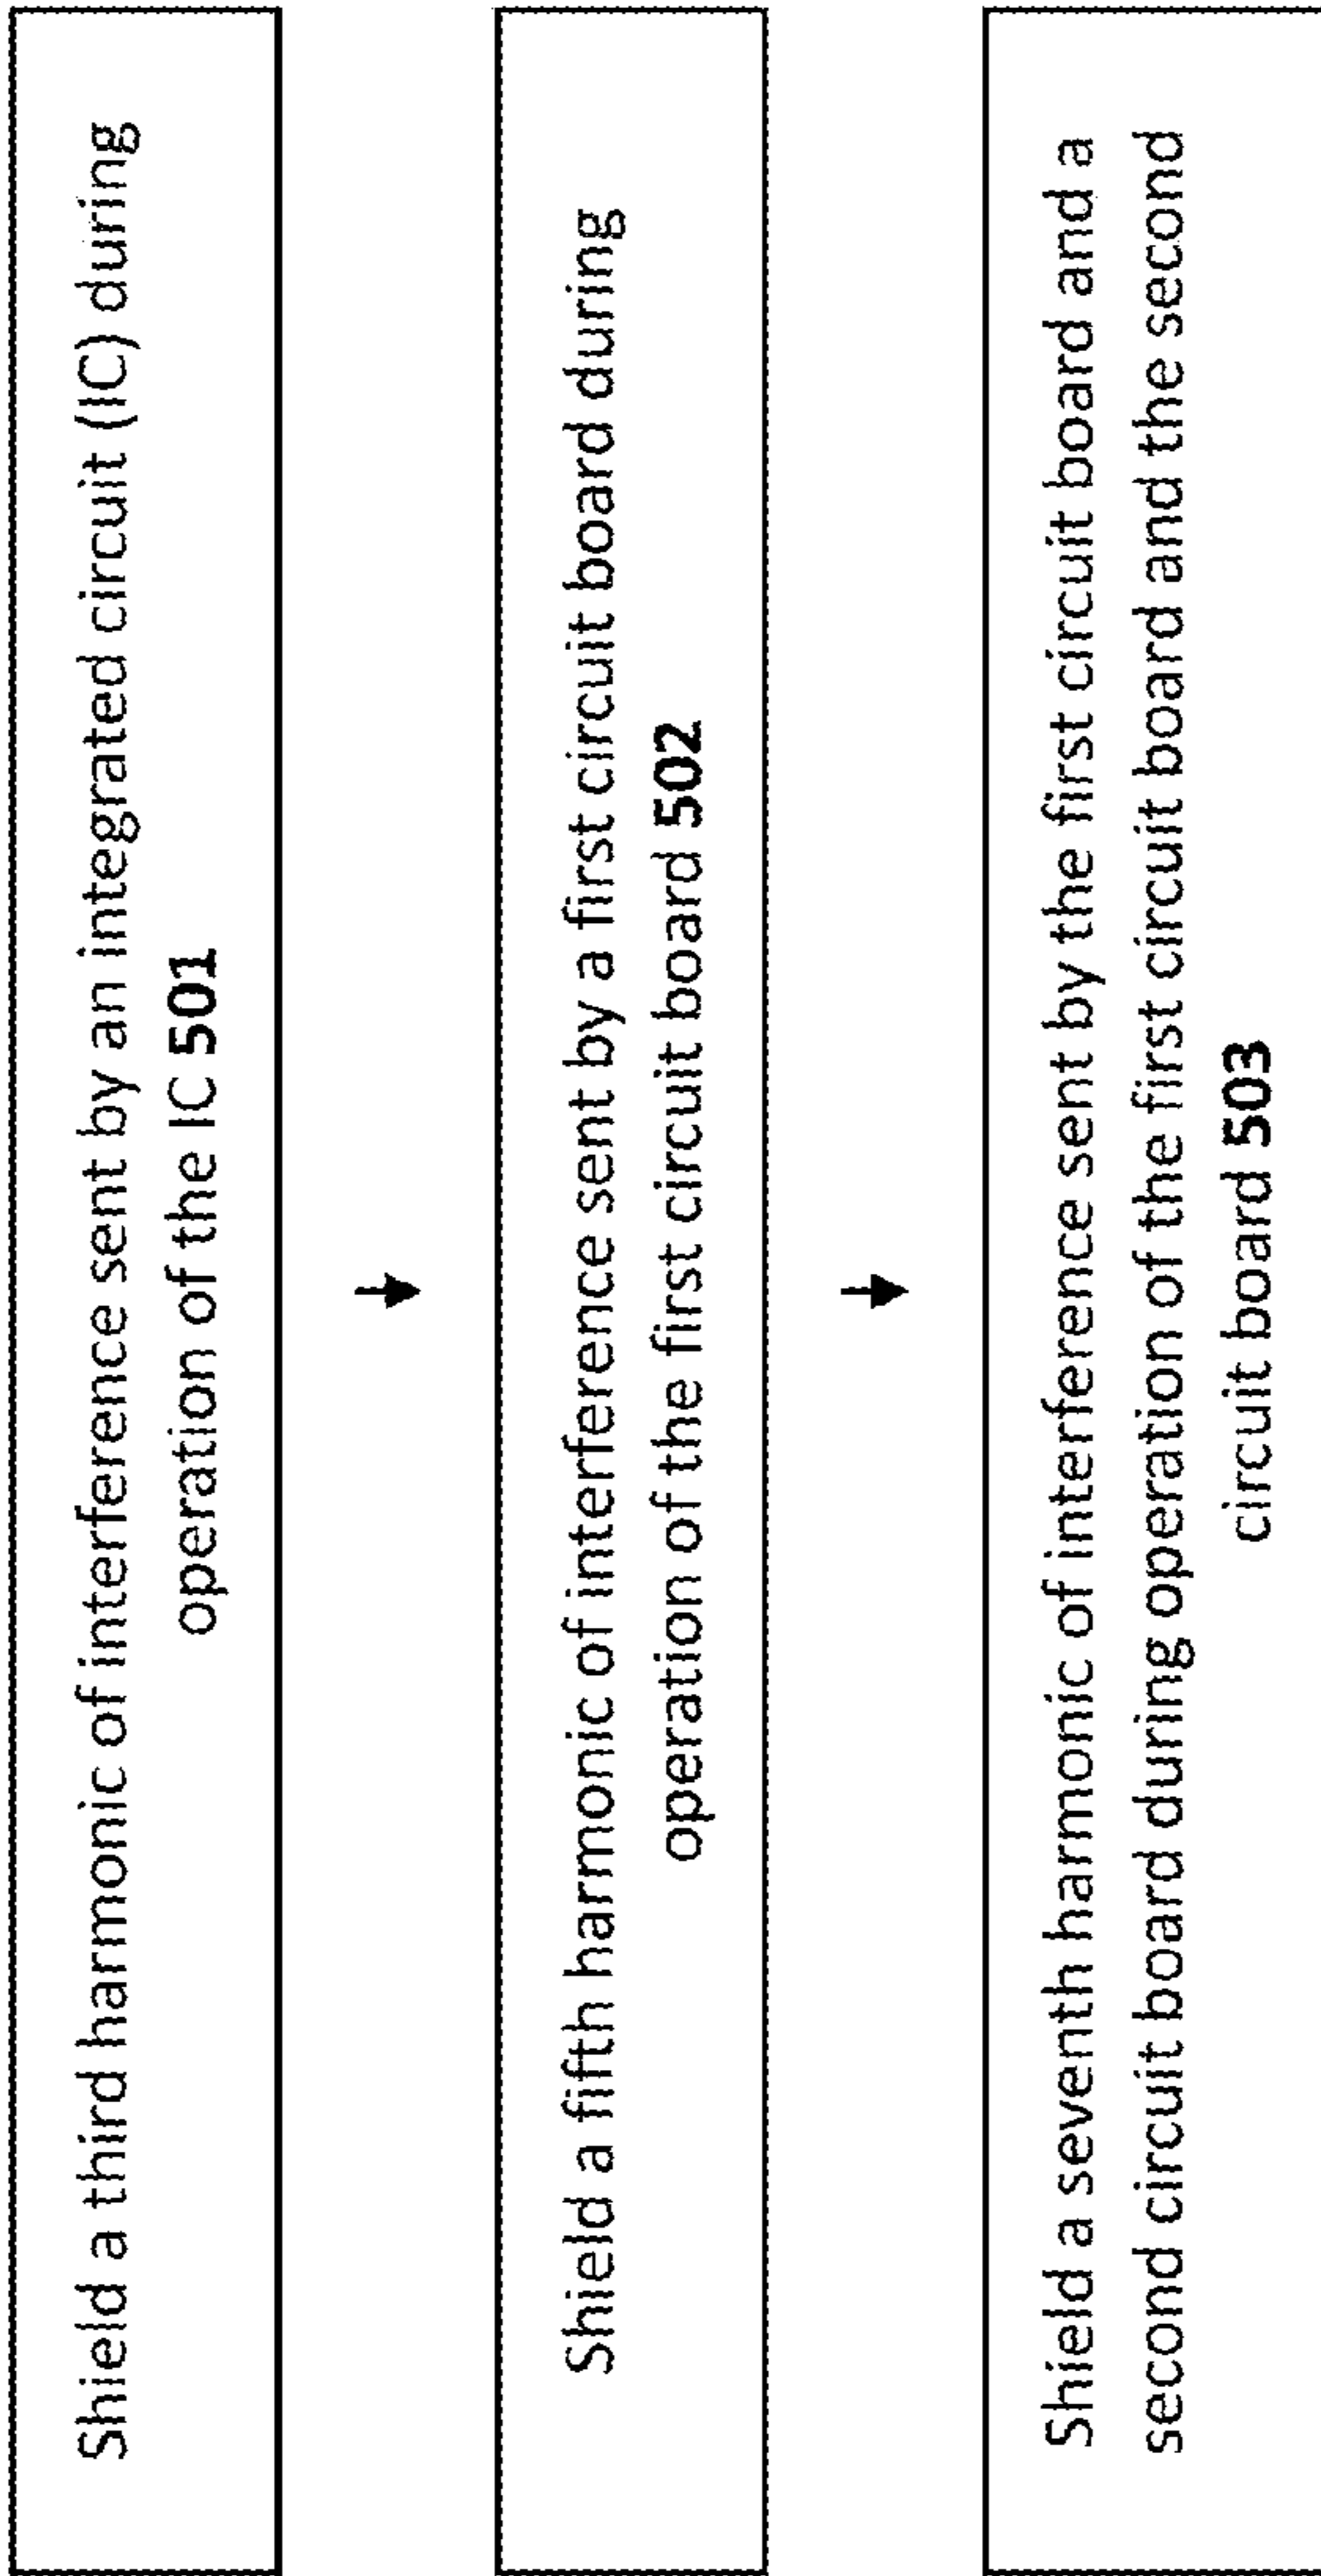 Shield a third harmonic of interference sent by an integrated circuit (IC) during
operation of the IC 501
Shield a fifth harmonic of interference sent by a first circuit board during
operation of the first circuit board 502
Shield a seventh harmonic of interference sent by the first circuit board and a
second circuit board during operation of the first circuit board and the second
circuit board 503